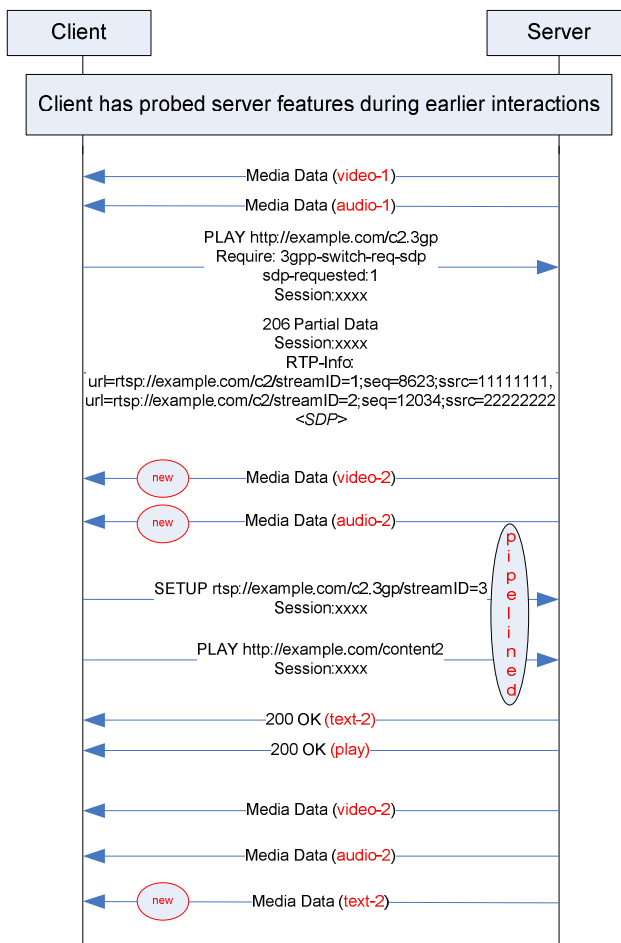 Client
Server
Client has probed server features during earlier interactions
Media Data (video-1)
Media Data (audio-1)
PLAY http://example.com/c2.3gp
Require: 3gpp-switch-req-sdp
sdp-requested:1
Session:xxxx
206 Partial Data
Session:xxxx
RTP-Info:
url=rtsp://example.com/c2/streamID=1;seq=8623;ssrc=11111111,
url=rtsp://example.com/c2/streamID=2;seq=12034;ssrc=22222222
<SDP>
new
Media Data (video-2)
new
Media Data (audio-2)
pipelined
SETUP rtsp://example.com/c2.3gp/streamID=3
Session:xxxx
PLAY http://example.com/content2
Session:xxxx
200 OK (text-2)
200 OK (play)
Media Data (video-2)
Media Data (audio-2)
new
Media Data (text-2)